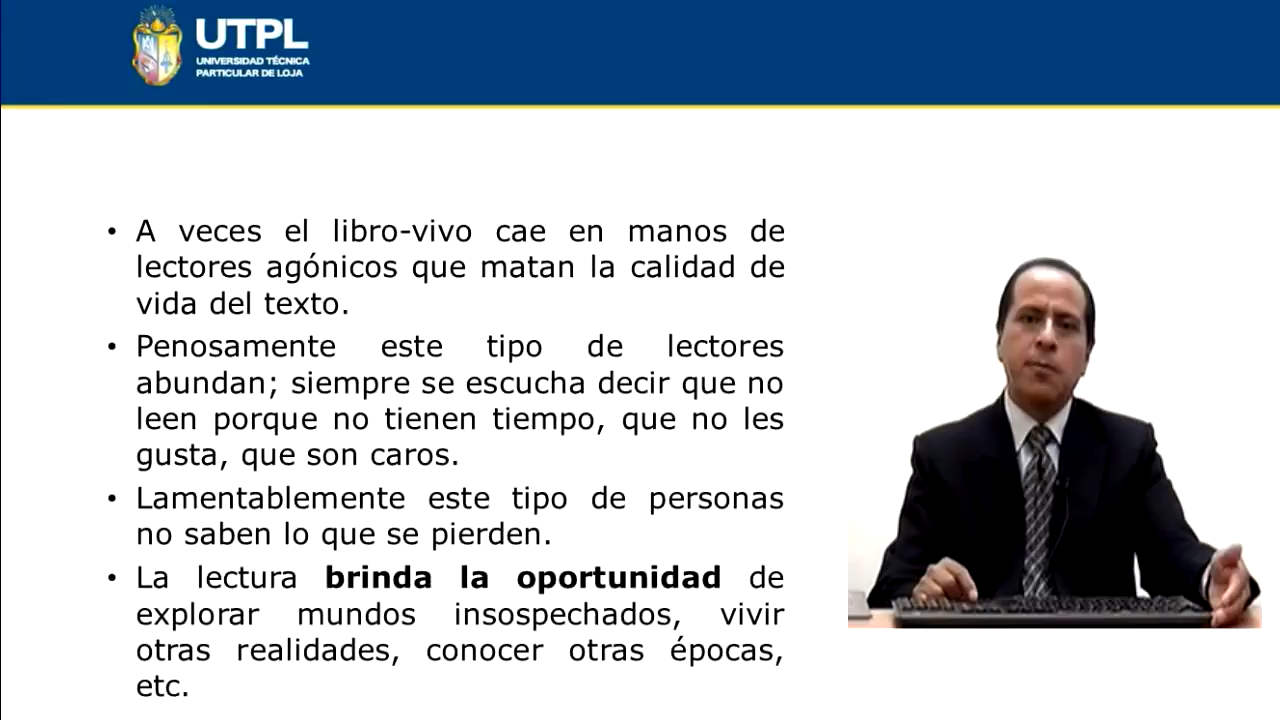 UTPL
UNIVERSIDAD TÉCNICA
PARTICULAR DE LOJA
• A veces el libro-vivo cae en manos de
lectores agónicos que matan la calidad de
vida del texto.
• Penosamente este tipo de lectores
abundan; siempre se escucha decir que no
leen porque no tienen tiempo, que no les
gusta, que son caros.
• Lamentablemente este tipo de personas
no saben lo que se pierden.
• La lectura brinda la oportunidad de
explorar mundos insospechados, vivir
otras realidades, conocer otras épocas,
etc.